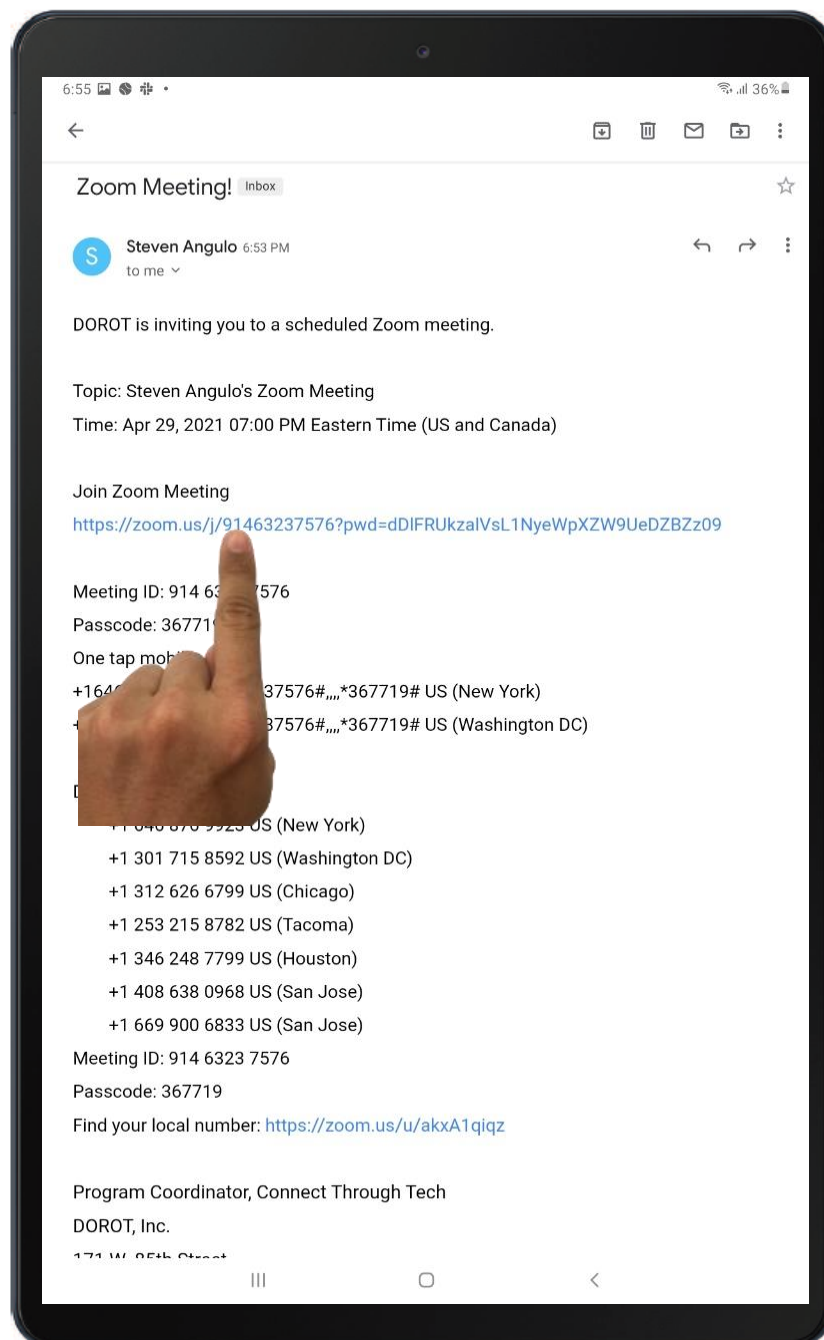 6:55
36%
Zoom Meeting! Inbox
S
Steven Angulo 6:53 PM
to me
DOROT is inviting you to a scheduled Zoom meeting.
Topic: Steven Angulo's Zoom Meeting
Time: Apr 29, 2021 07:00 PM Eastern Time (US and Canada)
Join Zoom Meeting
https://zoom.us/j/91463237576?pwd=dDlFRUkzalVsL1NyeWpXZW9UeDZBZz09
Meeting ID: 914 63 7576
Passcode: 36771
One tap mob
+164 37576#,,,,*367719# US (New York)
37576#,,,,*367719# US (Washington DC)
US (New York)
+1 301 715 8592 US (Washington DC)
+1 312 626 6799 US (Chicago)
+1 253 215 8782 US (Tacoma)
+1 346 248 7799 US (Houston)
+1 408 638 0968 US (San Jose)
+1 669 900 6833 US (San Jose)
Meeting ID: 914 6323 7576
Passcode: 367719
Find your local number: https://zoom.us/u/akxA1qiqz
Program Coordinator, Connect Through Tech
DOROT, Inc.
171 W. 85th Street